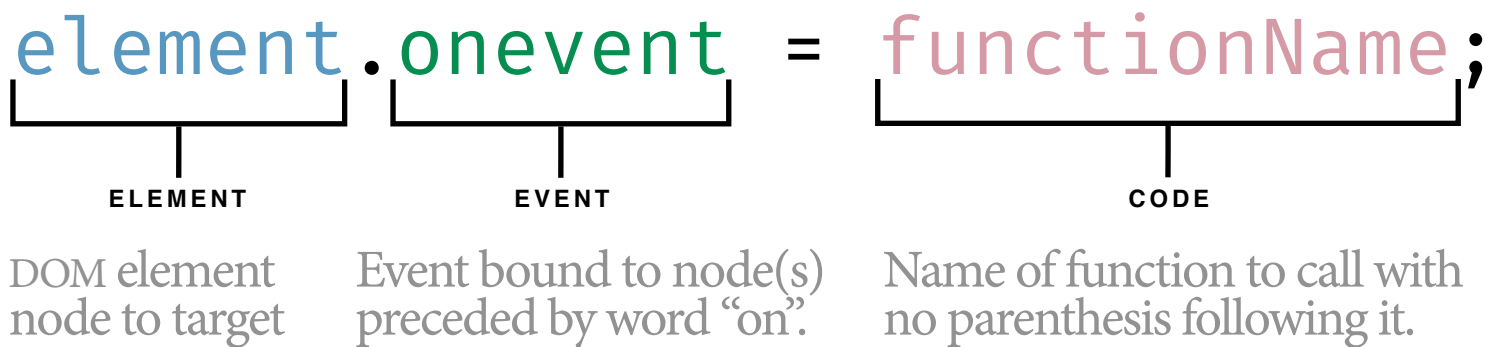 element.onevent = functionName;
ELEMENT EVENT CODE
DOM element
node to target
Event bound to node(s)
preceded by word “on”.
Name of function to call with
no parenthesis following it.